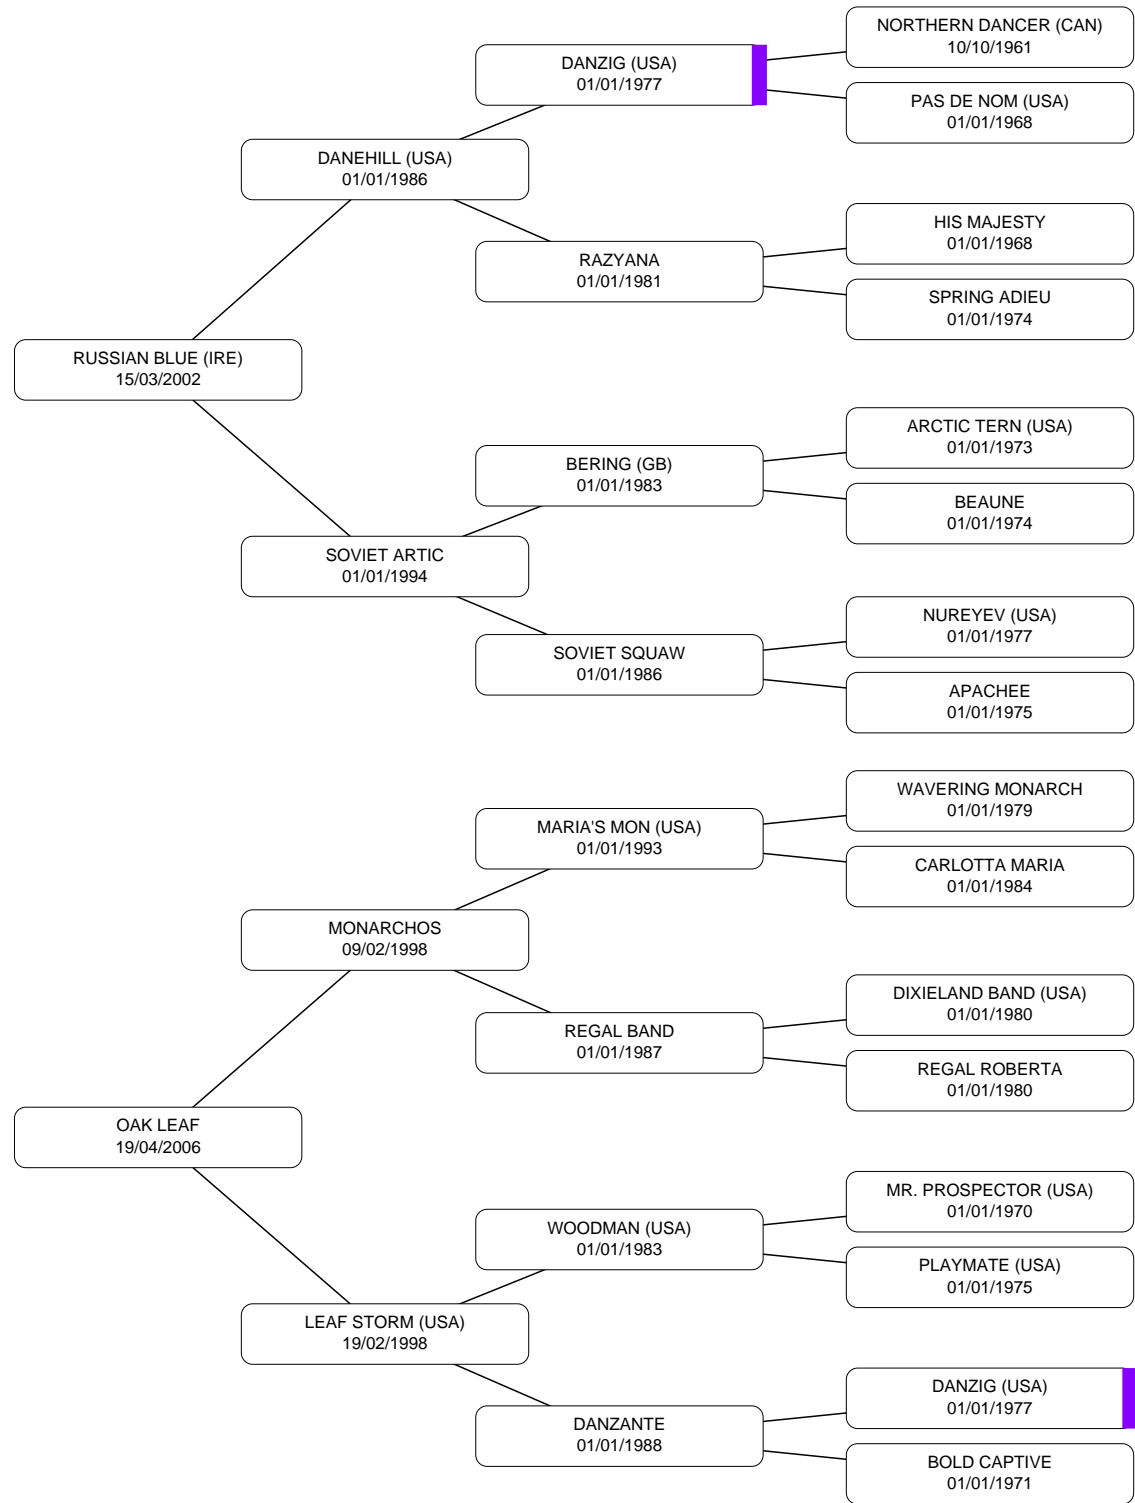 NORTHERN DANCER (CAN)
10/10/1961
DANZIG (USA)
01/01/1977
PAS DE NOM (USA)
01/01/1968
DANEHILL (USA)
01/01/1986
HIS MAJESTY
01/01/1968
RAZYANA
01/01/1981
SPRING ADIEU
01/01/1974
RUSSIAN BLUE (IRE)
15/03/2002
ARCTIC TERN (USA)
01/01/1973
BERING (GB)
01/01/1983
BEAUNE
01/01/1974
SOVIET ARTIC
01/01/1994
NUREYEV (USA)
01/01/1977
SOVIET SQUAW
01/01/1986
APACHEE
01/01/1975
WAVERING MONARCH
01/01/1979
MARIA'S MON (USA)
01/01/1993
CARLOTTA MARIA
01/01/1984
MONARCHOS
09/02/1998
DIXIELAND BAND (USA)
01/01/1980
REGAL BAND
01/01/1987
REGAL ROBERTA
01/01/1980
OAK LEAF
19/04/2006
MR. PROSPECTOR (USA)
01/01/1970
WOODMAN (USA)
01/01/1983
PLAYMATE (USA)
01/01/1975
LEAF STORM (USA)
19/02/1998
DANZIG (USA)
01/01/1977
DANZANTE
01/01/1988
BOLD CAPTIVE
01/01/1971